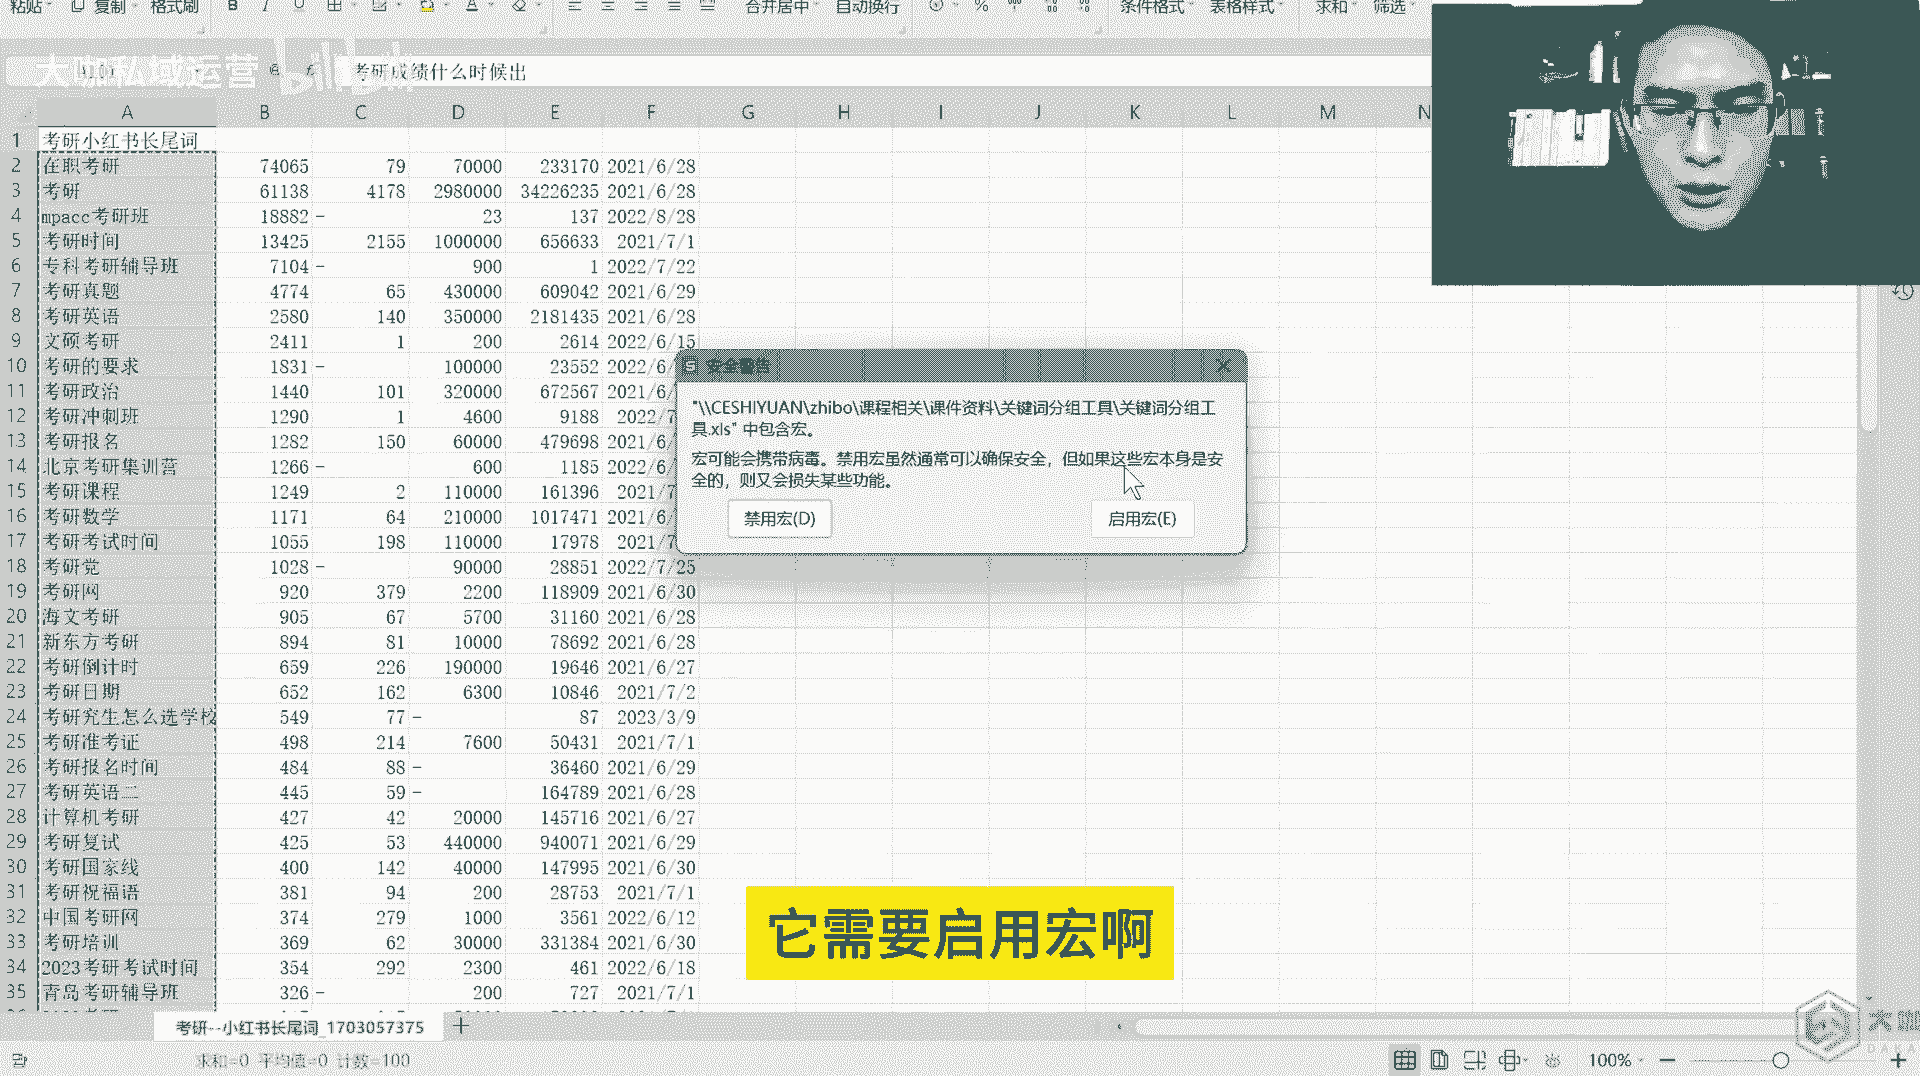 粘贴 复制 格式刷 B I U A 合并居中 自动换行 % 条件格式 表格样式 求和 筛选
大咖私域运营 bilibili 考研成绩什么时候出
A B C D E F G H I J K L M N
1 考研小红书长尾词
2 在职考研 74065 79 70000 233170 2021/6/28
3 考研 61138 4178 2980000 34226235 2021/6/28
4 mpacc考研班 18882 - 23 137 2022/8/28
5 考研时间 13425 2155 1000000 656633 2021/7/1
6 专科考研辅导班 7104 - 900 1 2022/7/22
7 考研真题 4774 65 430000 609042 2021/6/29
8 考研英语 2580 140 350000 2181435 2021/6/28
9 文硕考研 2411 1 200 2614 2022/6/15
10 考研的要求 1831 - 100000 23552 2022/6/
11 考研政治 1440 101 320000 672567 2021/6/
12 考研冲刺班 1290 1 4600 9188 2022/7
13 考研报名 1282 150 60000 479698 2021/6/
14 北京考研集训营 1266 - 600 1185 2022/6/
15 考研课程 1249 2 110000 161396 2021/7
16 考研数学 1171 64 210000 1017471 2021/6/
17 考研考试时间 1055 198 110000 17978 2021/7
18 考研党 1028 - 90000 28851 2022/7/25
19 考研网 920 379 2200 118909 2021/6/30
20 海文考研 905 67 5700 31160 2021/6/28
21 新东方考研 894 81 10000 78692 2021/6/28
22 考研倒计时 659 226 190000 19646 2021/6/27
23 考研日期 652 162 6300 10846 2021/7/2
24 考研究生怎么选学校 549 77 - 87 2023/3/9
25 考研准考证 498 214 7600 50431 2021/7/1
26 考研报名时间 484 88 - 36460 2021/6/29
27 考研英语二 445 59 - 164789 2021/6/28
28 计算机考研 427 42 20000 145716 2021/6/27
29 考研复试 425 53 440000 940071 2021/6/29
30 考研国家线 400 142 40000 147995 2021/6/30
31 考研祝福语 381 94 200 28753 2021/7/1
32 中国考研网 374 279 1000 3561 2022/6/12
33 考研培训 369 62 30000 331384 2021/6/30
34 2023考研考试时间 354 292 2300 461 2022/6/18
35 青岛考研辅导班 326 - 200 727 2021/7/1
安全警告
"\\CESHIYUAN\zhibo\课程相关\课件资料\关键词分组工具\关键词分组工
具.xls" 中包含宏。
宏可能会携带病毒。禁用宏虽然通常可以确保安全，但如果这些宏本身是安
全的，则又会损失某些功能。
禁用宏(D) 启用宏(E)
它需要启用宏啊
考研--小红书长尾词_1703057375 +
求和=0 平均值=0 计数=100 100%
大咖
DAKA